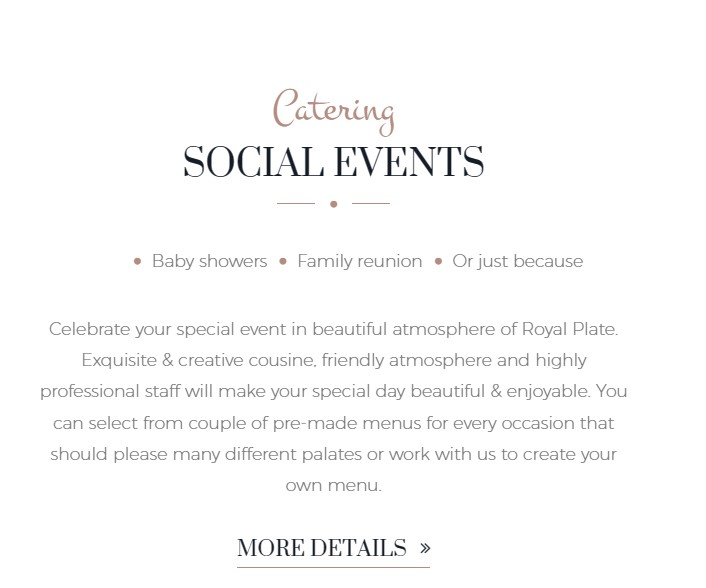 Catering
SOCIAL EVENTS
• Baby showers • Family reunion • Or just because
Celebrate your special event in beautiful atmosphere of Royal Plate.
Exquisite & creative cousine, friendly atmosphere and highly
professional staff will make your special day beautiful & enjoyable. You
can select from couple of pre-made menus for every occasion that
should please many different palates or work with us to create your
own menu.
MORE DETAILS »